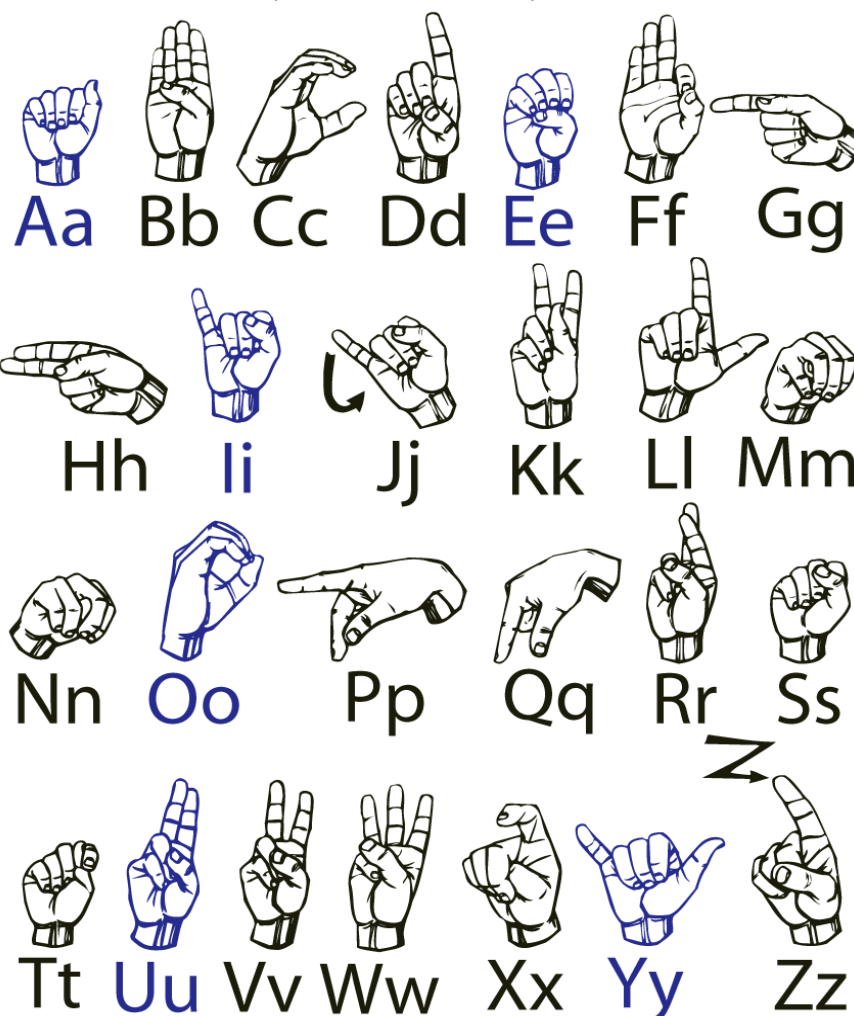 Aa Bb Cc Dd Ee Ff Gg
Hh Ii Jj Kk Ll Mm
Nn Oo Pp Qq Rr Ss
Tt Uu Vv Ww Xx Yy Zz